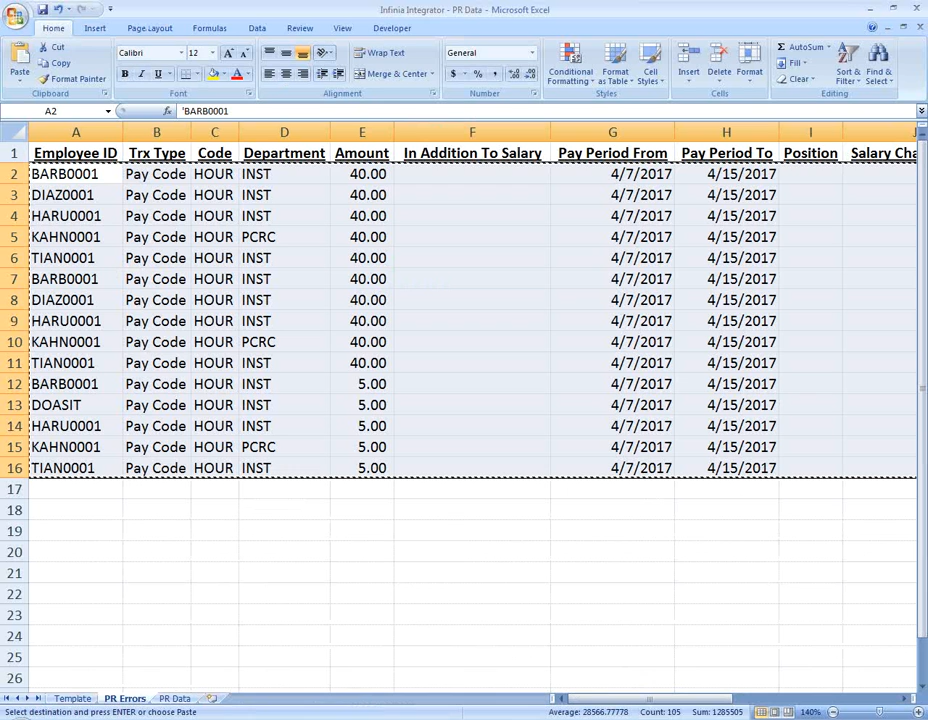 Infinia Integrator - PR Data - Microsoft Excel
Home Insert Page Layout Formulas Data Review View Developer
Cut
Copy
Paste
Format Painter
Clipboard
Calibri 12
B I U
Font
Wrap Text
Merge & Center
Alignment
General
$ % ,
Number
Conditional Formatting
Format as Table
Cell Styles
Styles
Insert Delete Format
Cells
AutoSum
Fill
Clear
Sort & Filter
Find & Select
Editing
A2 fx 'BARB0001
A B C D E F G H I J
1 Employee ID Trx Type Code Department Amount In Addition To Salary Pay Period From Pay Period To Position Salary Cha
2 BARB0001 Pay Code HOUR INST 40.00 4/7/2017 4/15/2017
3 DIAZ0001 Pay Code HOUR INST 40.00 4/7/2017 4/15/2017
4 HARU0001 Pay Code HOUR INST 40.00 4/7/2017 4/15/2017
5 KAHN0001 Pay Code HOUR PCRC 40.00 4/7/2017 4/15/2017
6 TIAN0001 Pay Code HOUR INST 40.00 4/7/2017 4/15/2017
7 BARB0001 Pay Code HOUR INST 40.00 4/7/2017 4/15/2017
8 DIAZ0001 Pay Code HOUR INST 40.00 4/7/2017 4/15/2017
9 HARU0001 Pay Code HOUR INST 40.00 4/7/2017 4/15/2017
10 KAHN0001 Pay Code HOUR PCRC 40.00 4/7/2017 4/15/2017
11 TIAN0001 Pay Code HOUR INST 40.00 4/7/2017 4/15/2017
12 BARB0001 Pay Code HOUR INST 5.00 4/7/2017 4/15/2017
13 DOASIT Pay Code HOUR INST 5.00 4/7/2017 4/15/2017
14 HARU0001 Pay Code HOUR INST 5.00 4/7/2017 4/15/2017
15 KAHN0001 Pay Code HOUR PCRC 5.00 4/7/2017 4/15/2017
16 TIAN0001 Pay Code HOUR INST 5.00 4/7/2017 4/15/2017
17
18
19
20
21
22
23
24
25
26
Template PR Errors PR Data
Select destination and press ENTER or choose Paste Average: 28566.77778 Count: 105 Sum: 1285505 140%